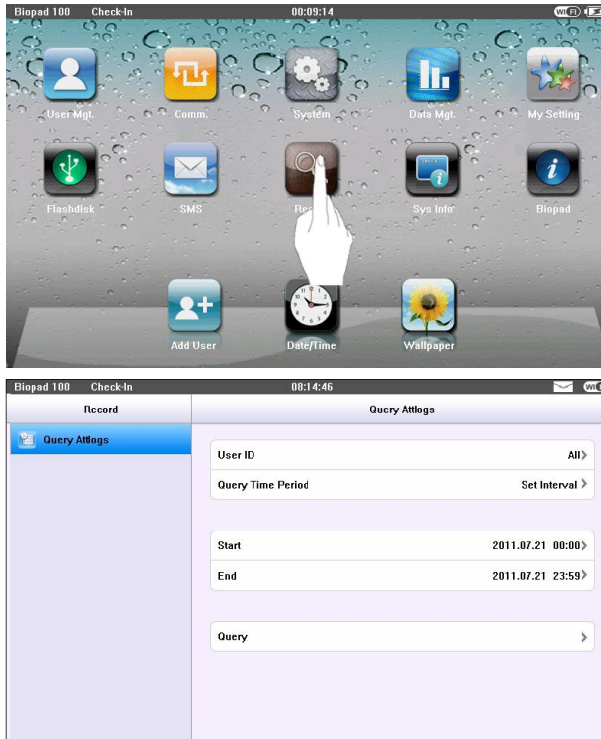 Biopad 100 Check-In 00:09:14 WiFi
User Mgt. Comm. System Data Mgt. My Setting
Flashdisk SMS Sys Info Biopad
Add User Date/Time Wallpaper
Biopad 100 Check-In 08:14:46
Record Query Attlogs
Query Attlogs
User ID All>
Query Time Period Set Interval >
Start 2011.07.21 00:00>
End 2011.07.21 23:59>
Query >